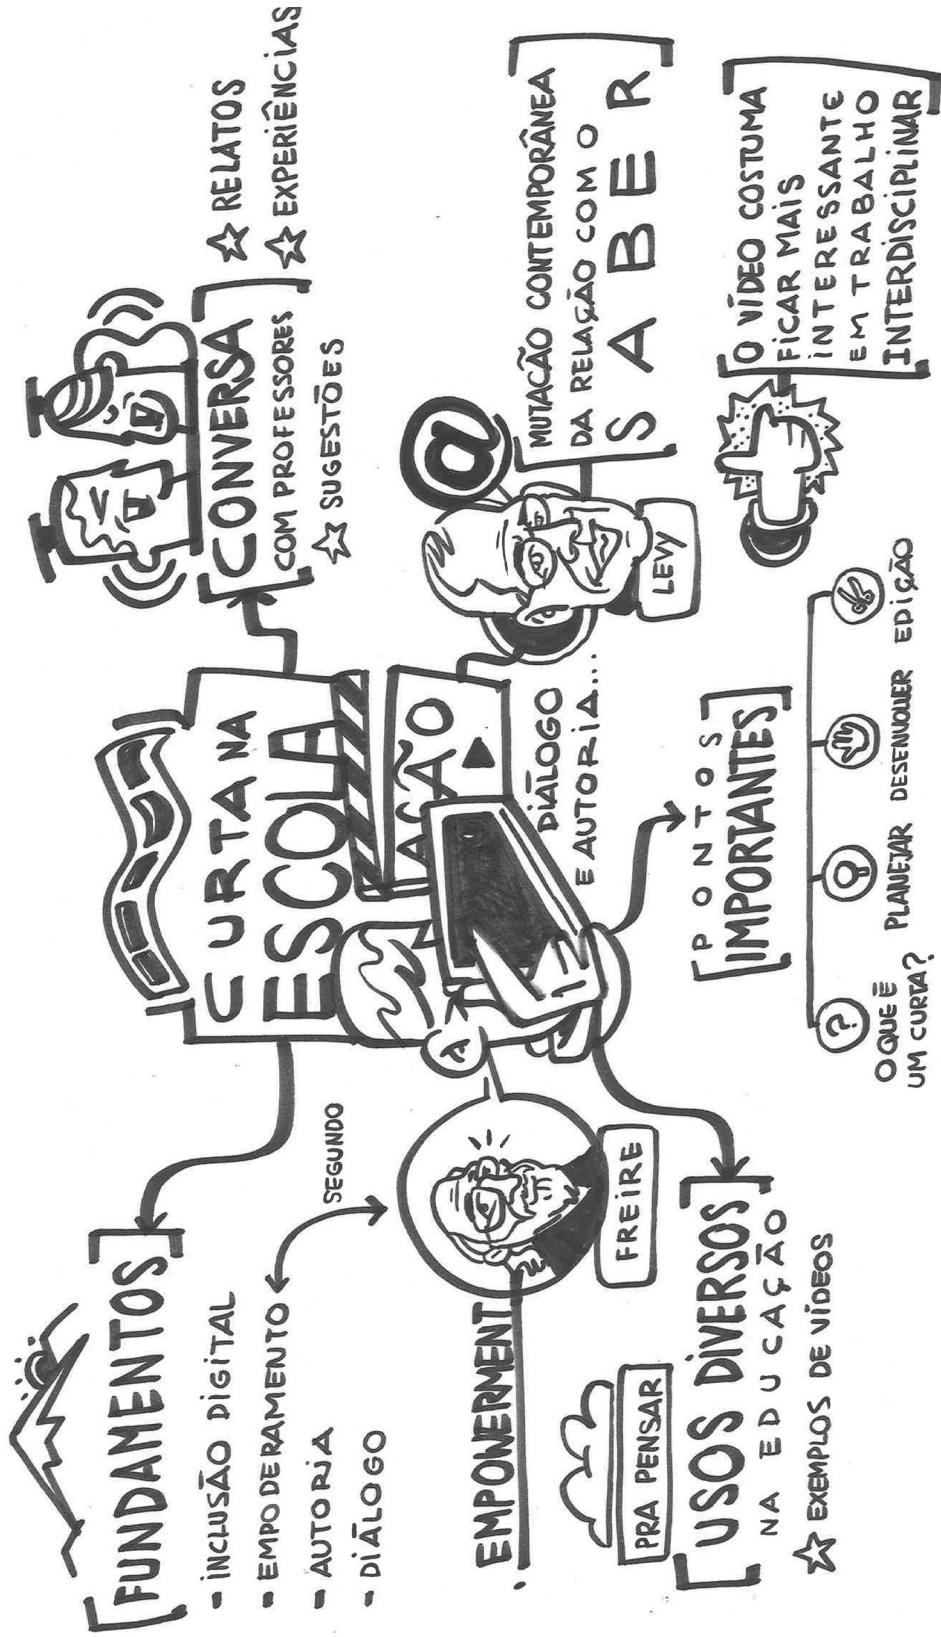 CURTA NA
ESCOLA
AÇÃO
[FUNDAMENTOS]
- INCLUSÃO DIGITAL
- EMPODERAMENTO
- AUTORIA
- DIÁLOGO
SEGUNDO
EMPOWERMENT
FREIRE
PRA PENSAR
[USOS DIVERSOS]
NA EDUCAÇÃO
☆ EXEMPLOS DE VÍDEOS
[CONVERSA]
COM PROFESSORES
☆ SUGESTÕES
☆ RELATOS
☆ EXPERIÊNCIAS
DIÁLOGO
E AUTORIA...
@
LEVY
[MUTAÇÃO CONTEMPORÂNEA
DA RELAÇÃO COM O
SABER]
[PONTOS
IMPORTANTES]
?
O QUE É
UM CURTA?
PLANEJAR
DESENVOLVER
EDIÇÃO
[O VÍDEO COSTUMA
FICAR MAIS
INTERESSANTE
EM TRABALHO
INTERDISCIPLINAR]